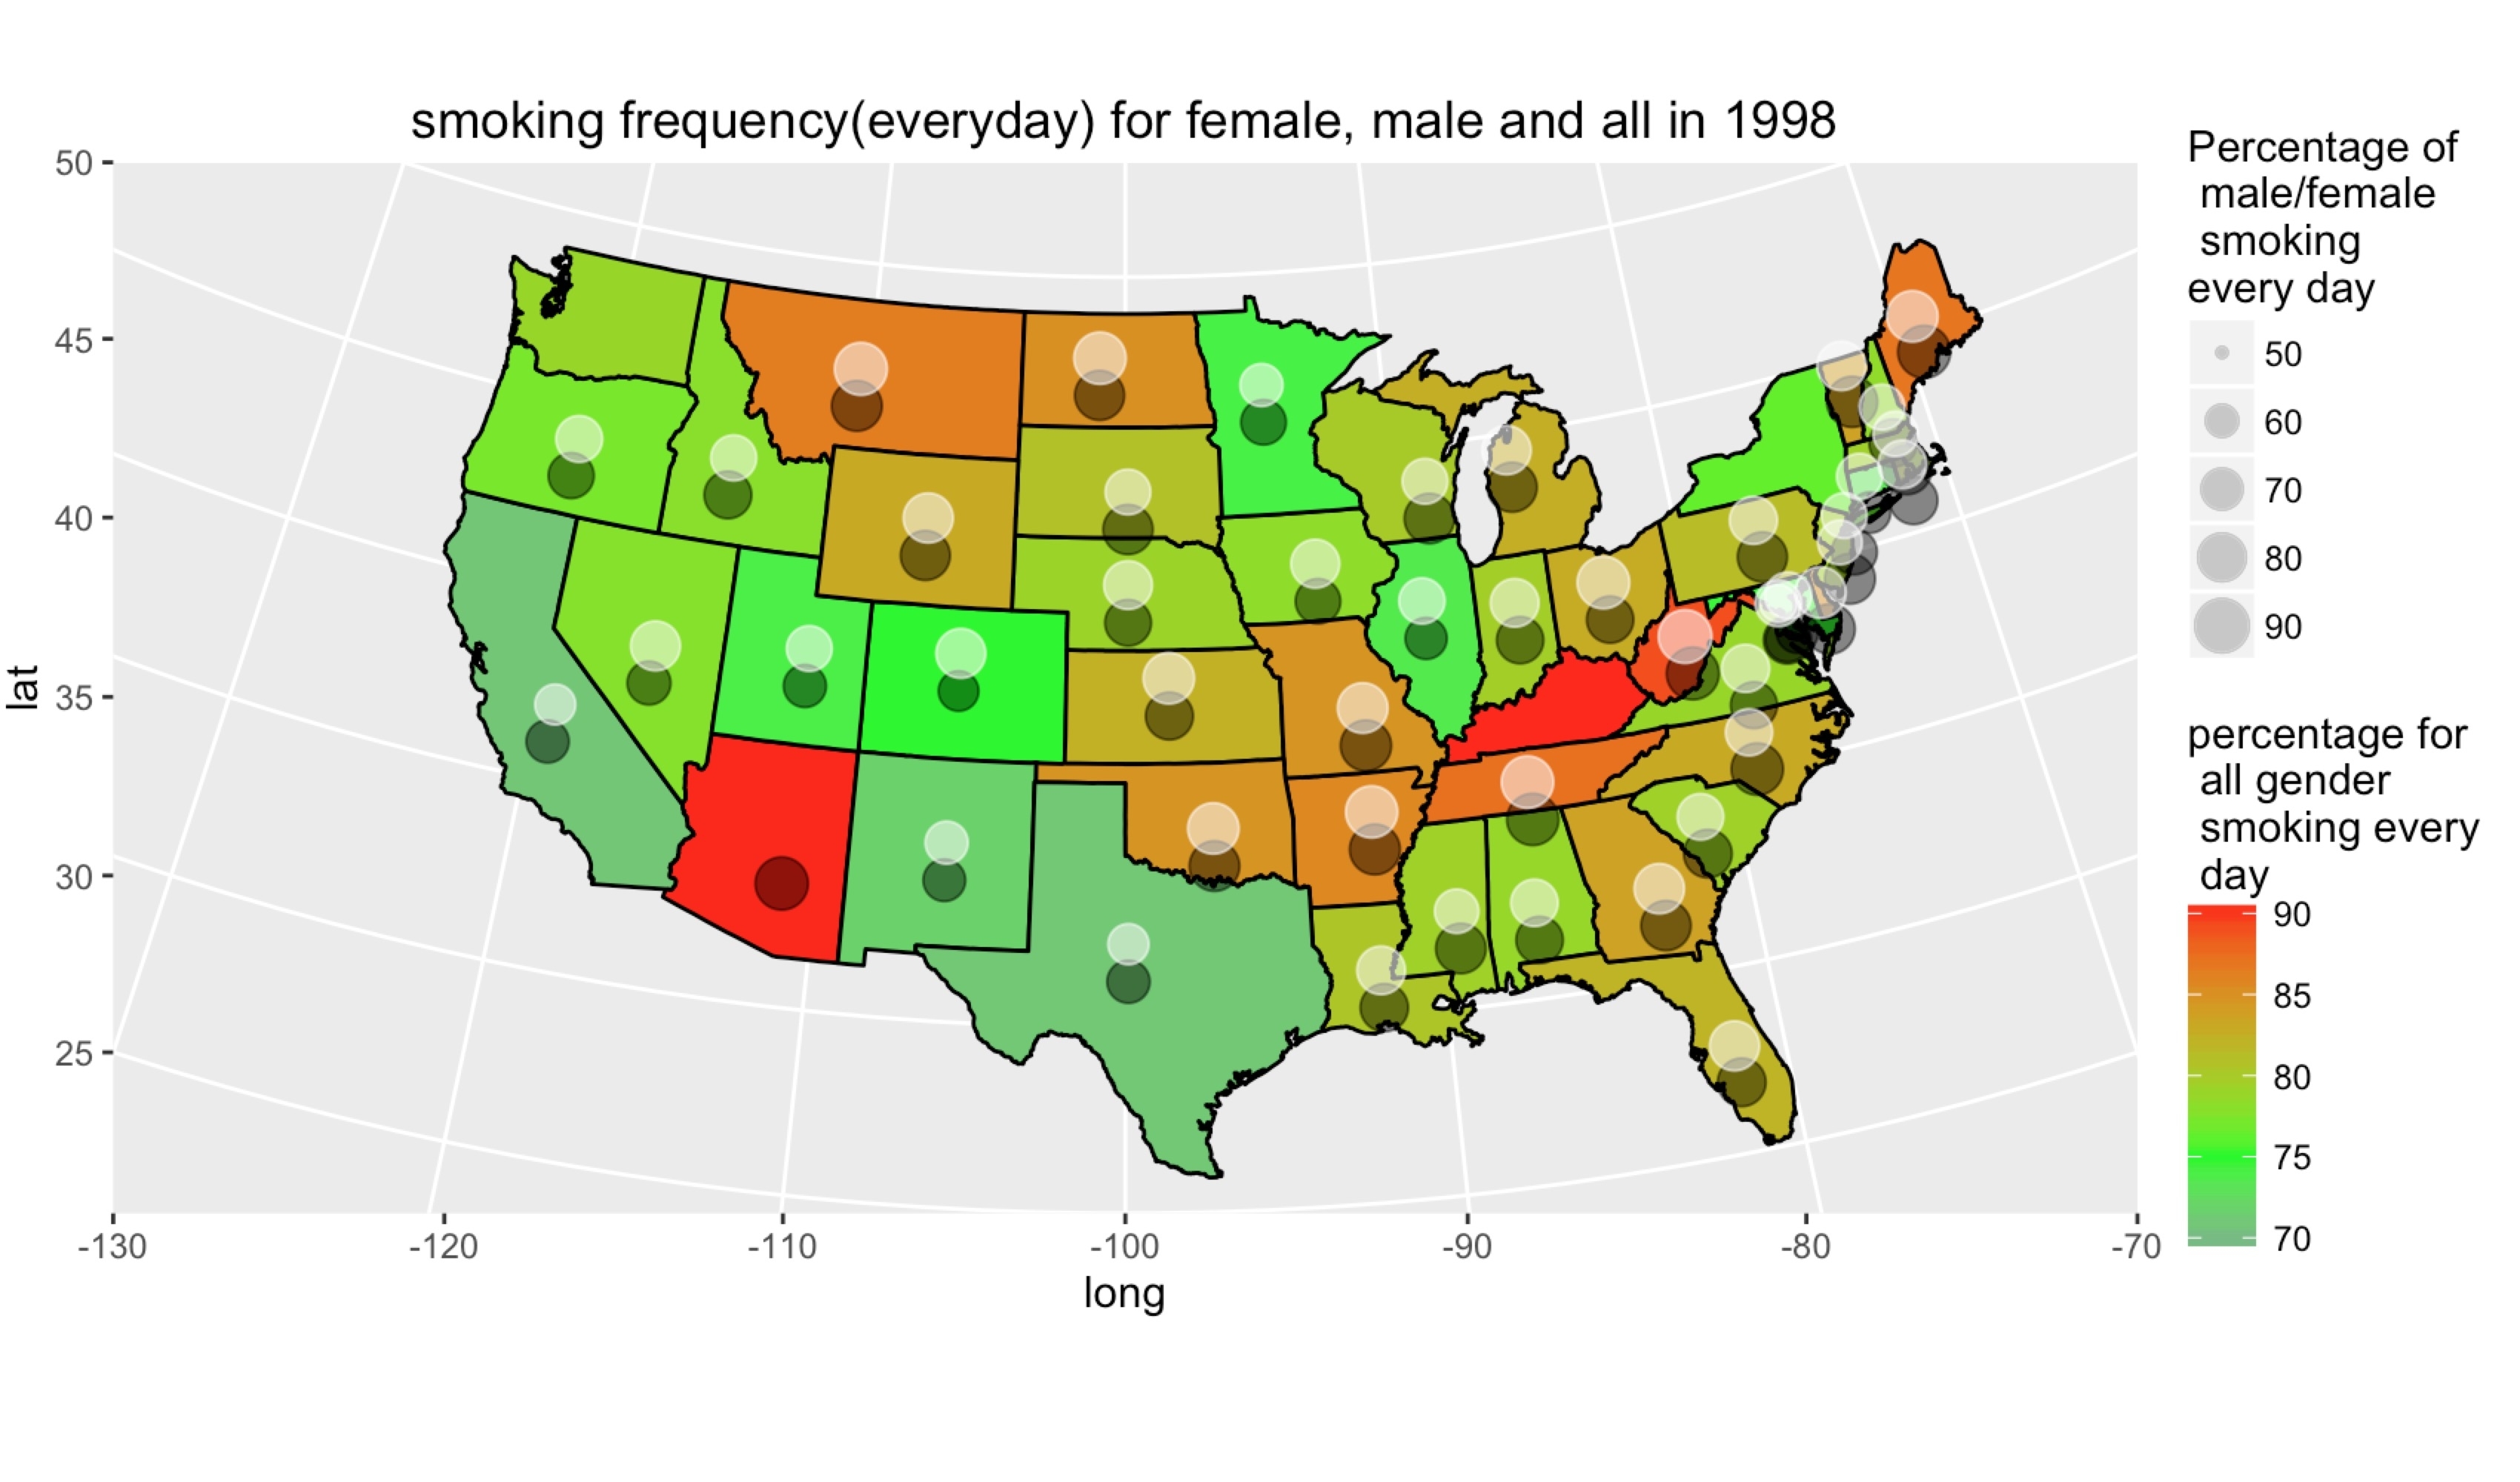 smoking frequency(everyday) for female, male and all in 1998
50
45
40
35
30
25
lat
-130
-120
-110
-100
-90
-80
-70
long
Percentage of
male/female
smoking
every day
50
60
70
80
90
percentage for
all gender
smoking every
day
90
85
80
75
70